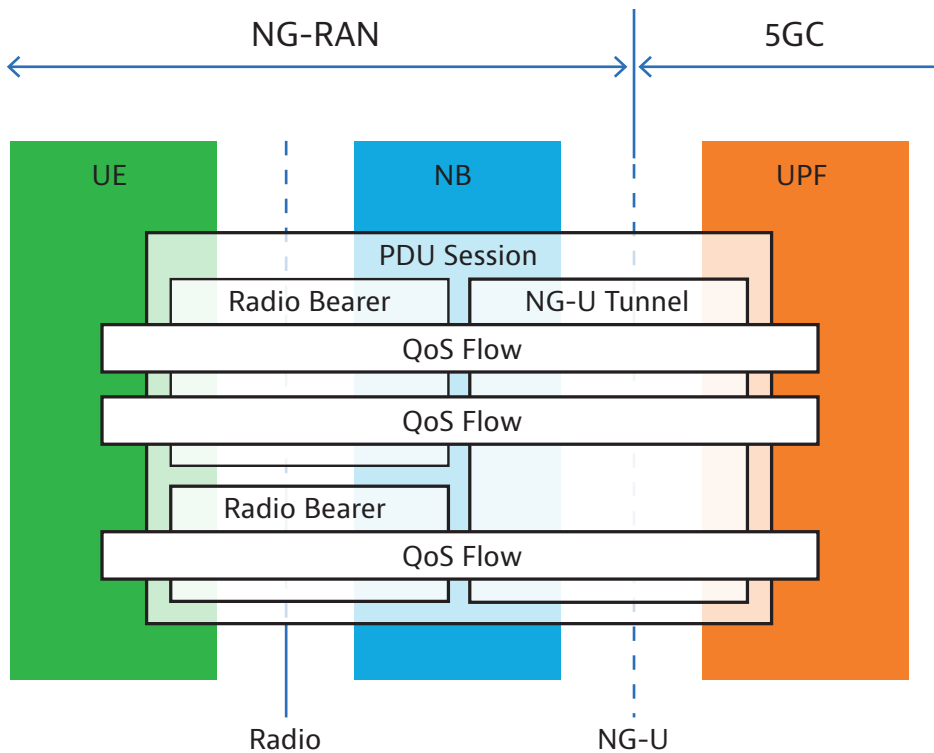 NG-RAN
5GC
UE
NB
UPF
PDU Session
Radio Bearer
NG-U Tunnel
QoS Flow
QoS Flow
Radio Bearer
QoS Flow
Radio
NG-U